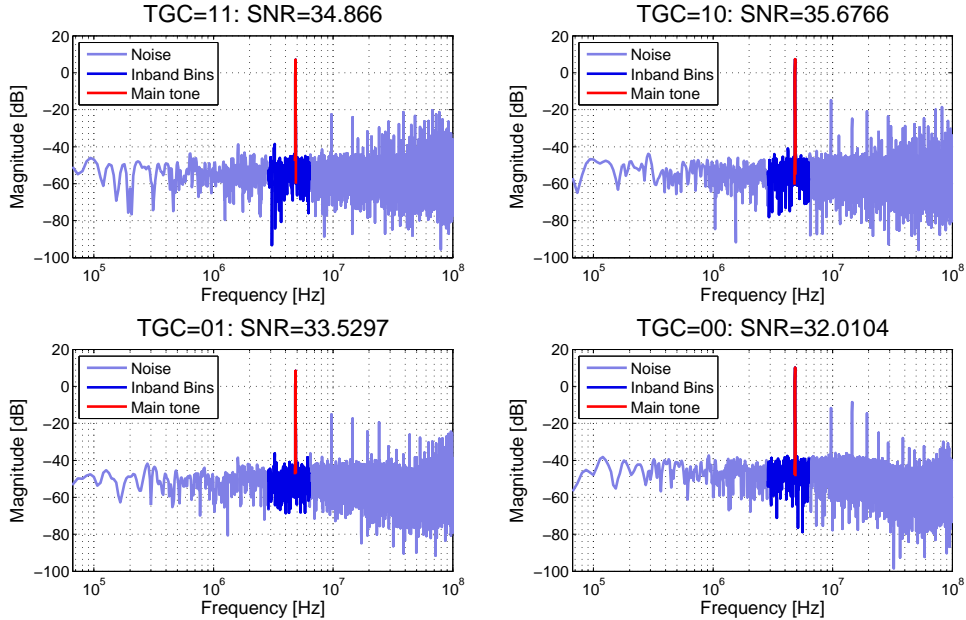 TGC=11: SNR=34.866
20
0
−20
−40
−60
−80
−100
Magnitude [dB]
Noise
Inband Bins
Main tone
10^5
10^6
10^7
10^8
Frequency [Hz]
TGC=10: SNR=35.6766
20
0
−20
−40
−60
−80
−100
Magnitude [dB]
Noise
Inband Bins
Main tone
10^5
10^6
10^7
10^8
Frequency [Hz]
TGC=01: SNR=33.5297
20
0
−20
−40
−60
−80
−100
Magnitude [dB]
Noise
Inband Bins
Main tone
10^5
10^6
10^7
10^8
Frequency [Hz]
TGC=00: SNR=32.0104
20
0
−20
−40
−60
−80
−100
Magnitude [dB]
Noise
Inband Bins
Main tone
10^5
10^6
10^7
10^8
Frequency [Hz]